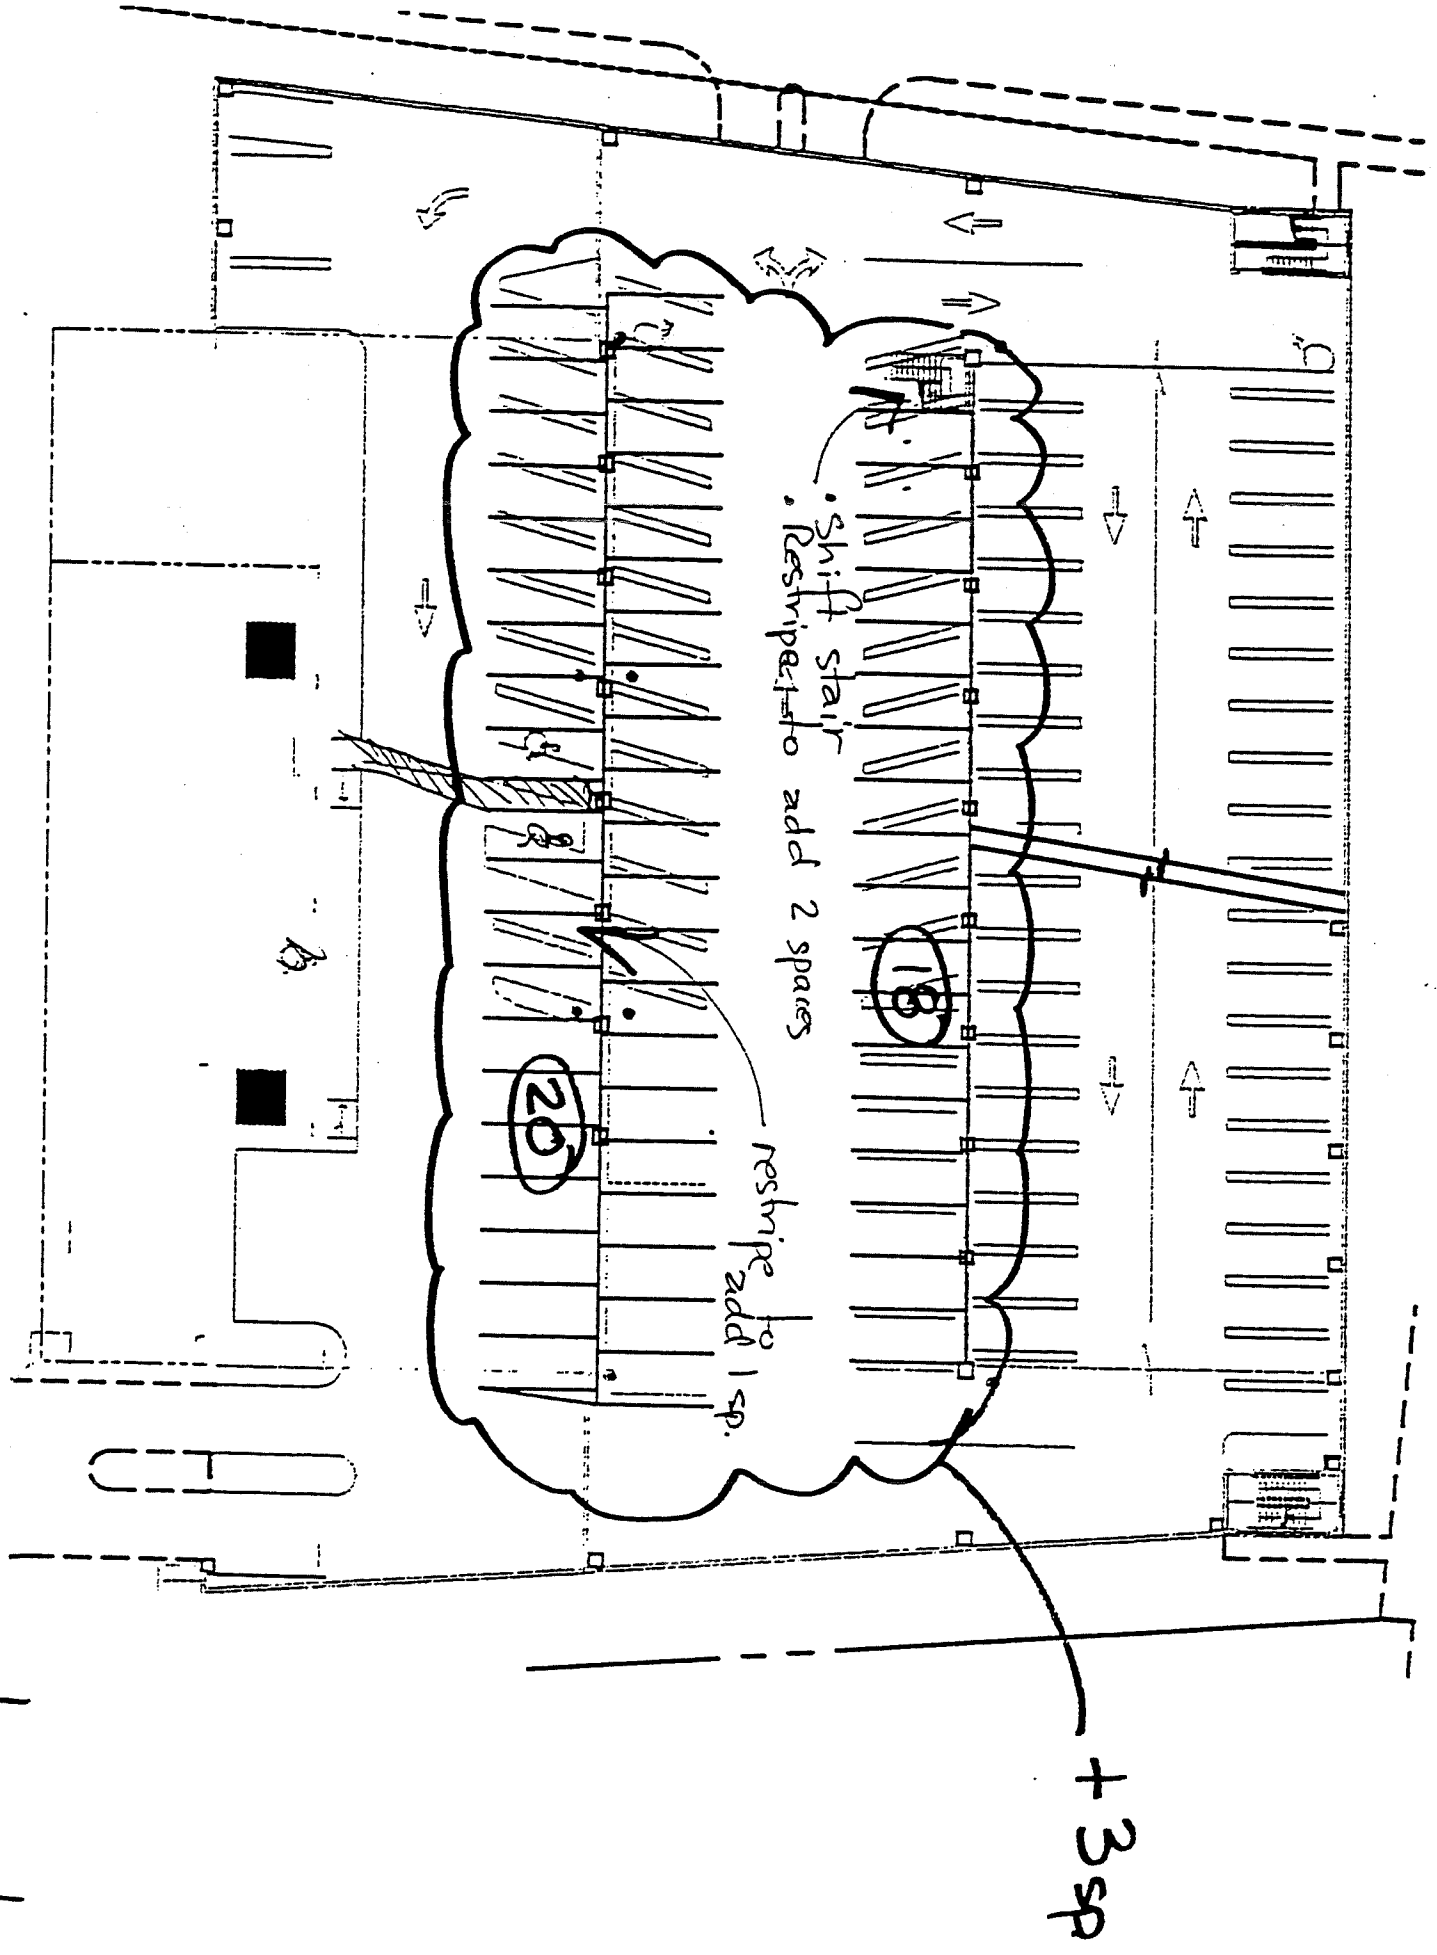 • Shift stair
• Restripe to add 2 spaces
18
restripe to
add 1 sp.
20
+ 3 sp